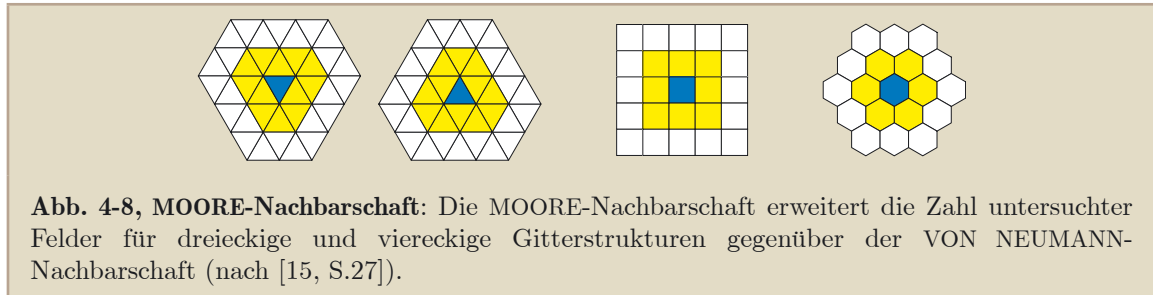 Abb. 4-8, MOORE-Nachbarschaft: Die MOORE-Nachbarschaft erweitert die Zahl untersuchter
Felder für dreieckige und viereckige Gitterstrukturen gegenüber der VON NEUMANN-
Nachbarschaft (nach [15, S.27]).